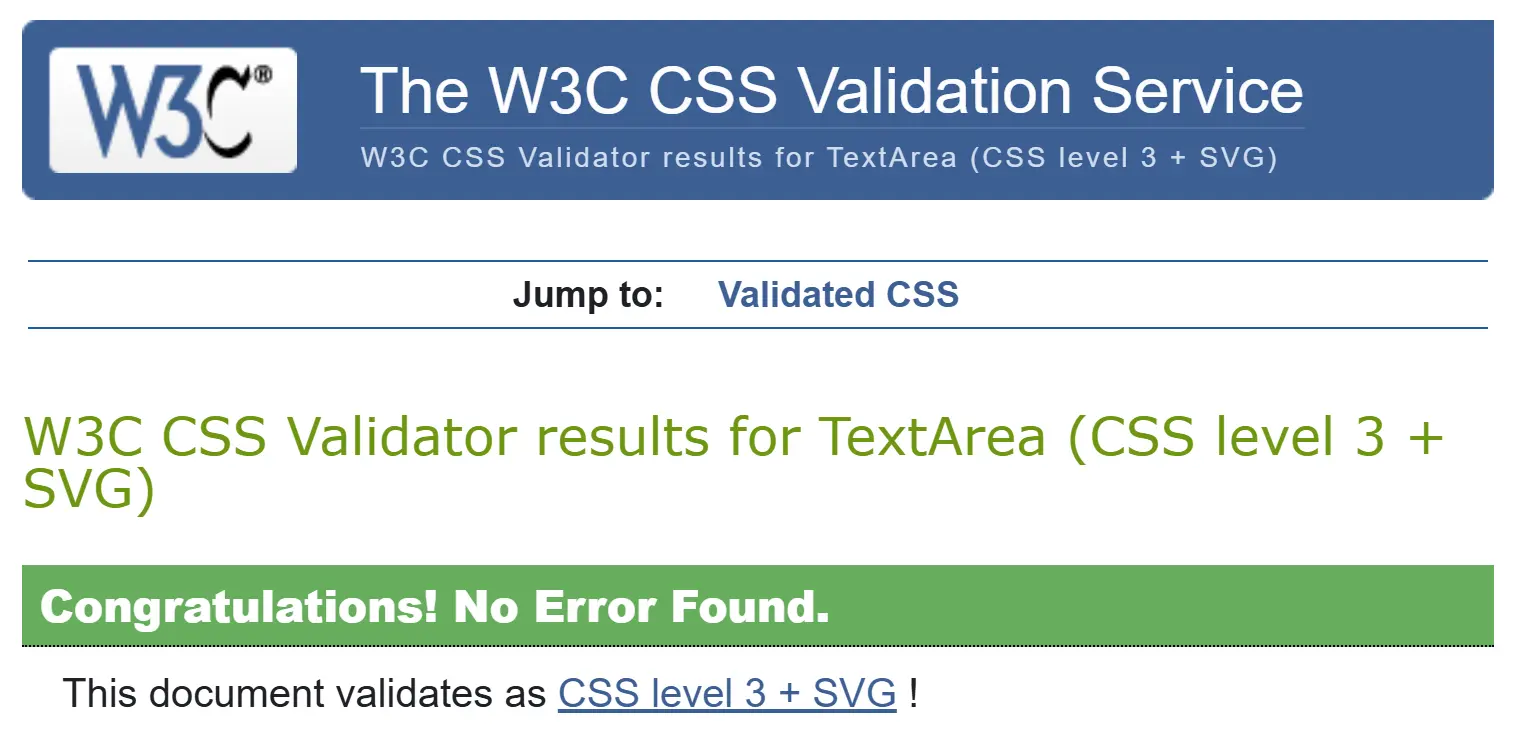 W3C®
The W3C CSS Validation Service
W3C CSS Validator results for TextArea (CSS level 3 + SVG)
Jump to: Validated CSS
W3C CSS Validator results for TextArea (CSS level 3 +
SVG)
Congratulations! No Error Found.
This document validates as CSS level 3 + SVG !